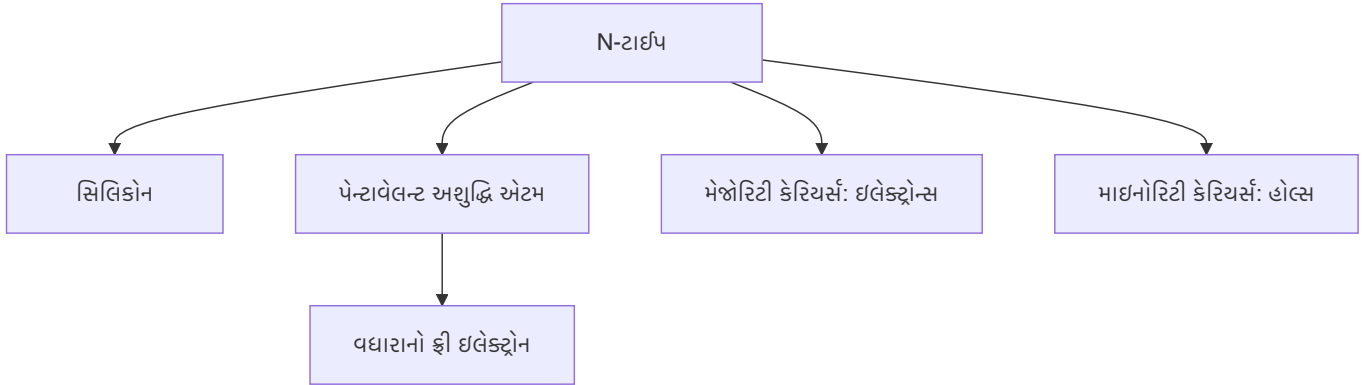 N-ટાઈપ
સિલિકોન
પેન્ટાવેલન્ટ અશુદ્ધિ એટમ
મેજોરિટી કેરિયર્સ: ઇલેક્ટ્રોન્સ
માઇનોરિટી કેરિયર્સ: હોલ્સ
વધારાનો ફ્રી ઇલેક્ટ્રોન